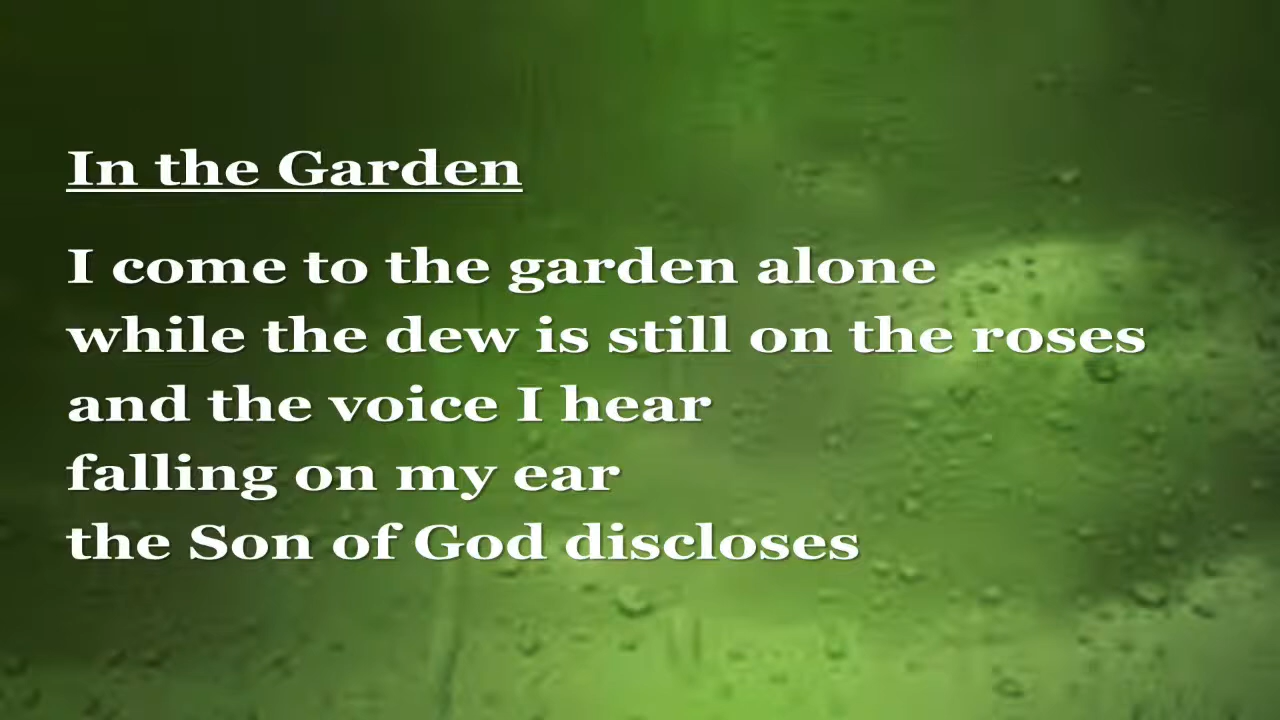 In the Garden
I come to the garden alone
while the dew is still on the roses
and the voice I hear
falling on my ear
the Son of God discloses